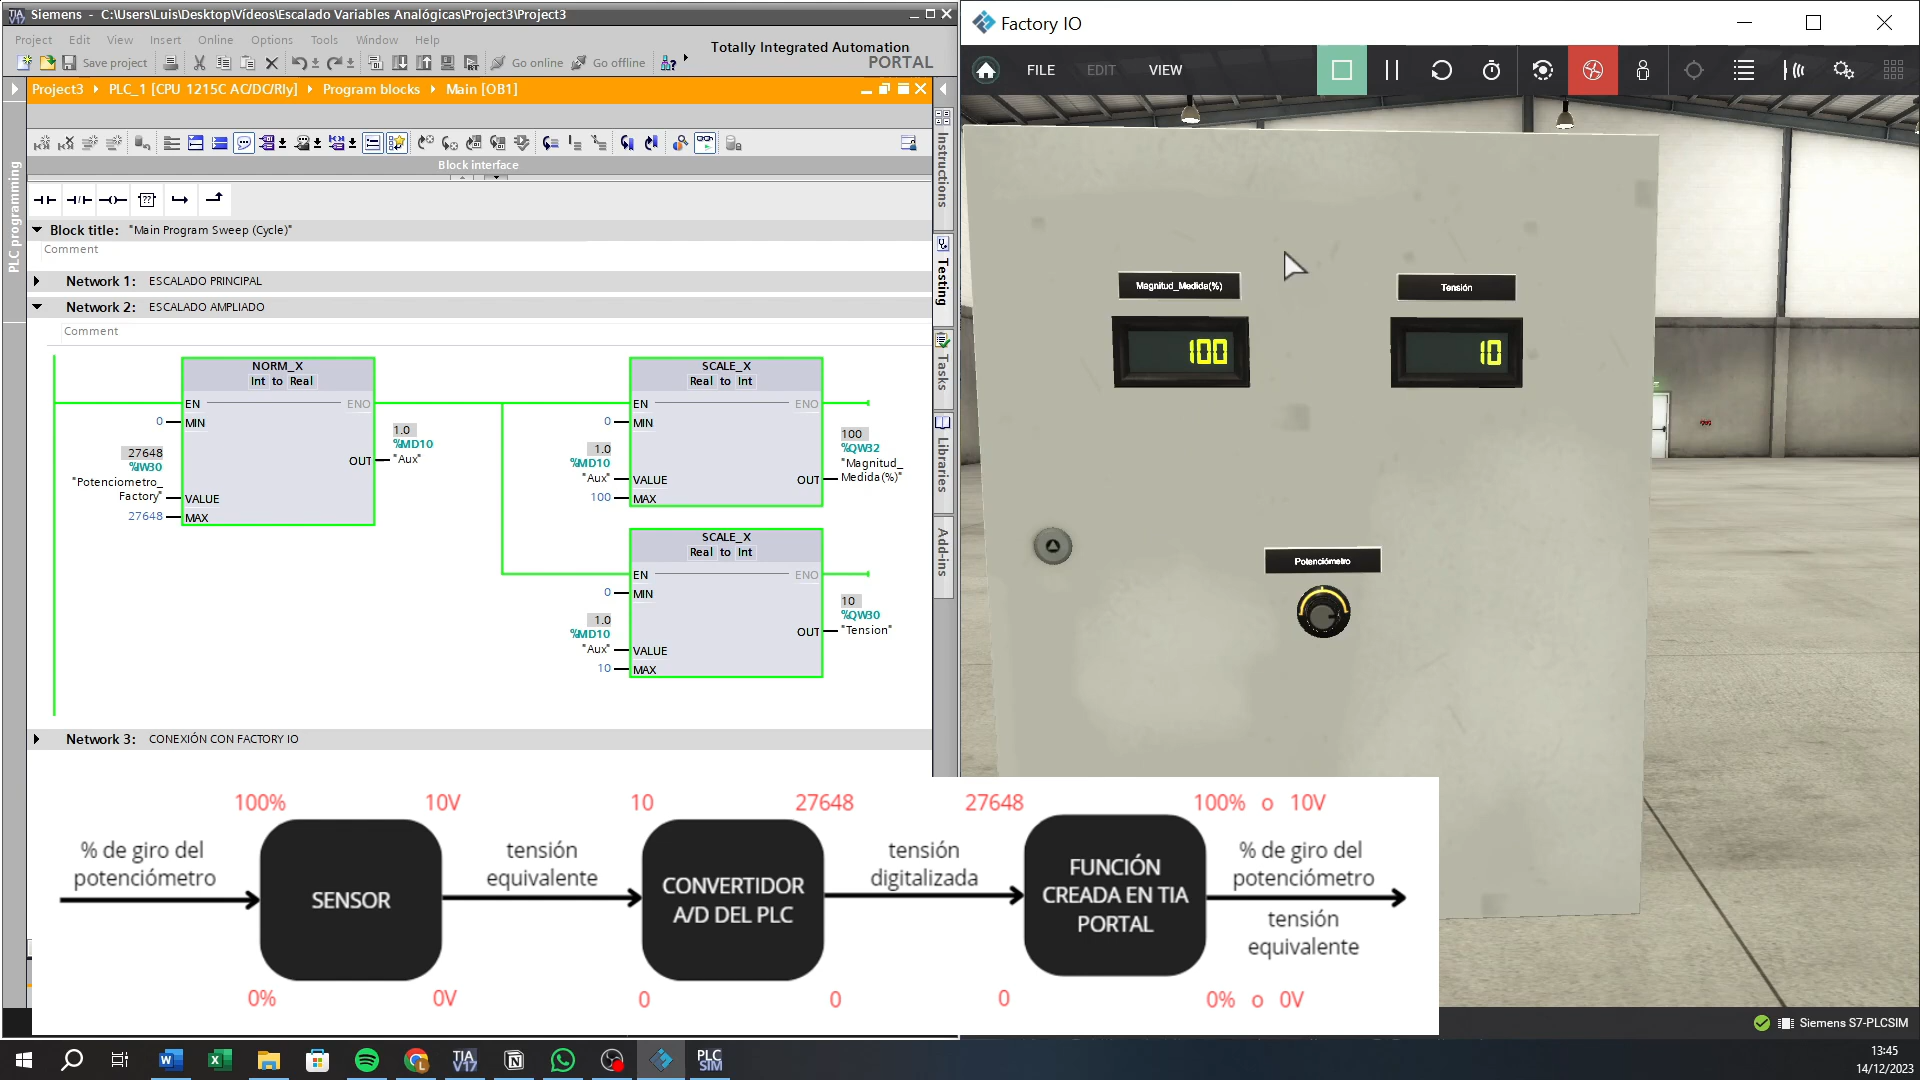 Siemens - C:\Users\Luis\Desktop\Vídeos\Escalado Variables Analógicas\Project3\Project3
Project Edit View Insert Online Options Tools Window Help
Totally Integrated Automation
PORTAL
Save project
Go online
Go offline
Project3 ▸ PLC_1 [CPU 1215C AC/DC/Rly] ▸ Program blocks ▸ Main [OB1]
Block interface
PLC programming
Instructions
Testing
Tasks
Libraries
Add-ins
??
Block title: "Main Program Sweep (Cycle)"
Comment
Network 1: ESCALADO PRINCIPAL
Network 2: ESCALADO AMPLIADO
Comment
NORM_X
Int to Real
EN
ENO
0
MIN
27648
%IW30
"Potenciometro_
Factory"
VALUE
27648
MAX
OUT
1.0
%MD10
"Aux"
SCALE_X
Real to Int
EN
ENO
0
MIN
1.0
%MD10
"Aux"
VALUE
100
MAX
OUT
100
%QW32
"Magnitud_
Medida(%)"
SCALE_X
Real to Int
EN
ENO
0
MIN
1.0
%MD10
"Aux"
VALUE
10
MAX
OUT
10
%QW30
"Tension"
Network 3: CONEXIÓN CON FACTORY IO
Factory IO
FILE EDIT VIEW
Magnitud_Medida(%)
100
Tensión
10
Potenciómetro
100%
10V
10
27648
27648
100% o 10V
% de giro del
potenciómetro
SENSOR
tensión
equivalente
CONVERTIDOR
A/D DEL PLC
tensión
digitalizada
FUNCIÓN
CREADA EN TIA
PORTAL
% de giro del
potenciómetro
tensión
equivalente
0%
0V
0
0
0
0% o 0V
Siemens S7-PLCSIM
TIA
V17
PLC
SIM
13:45
14/12/2023